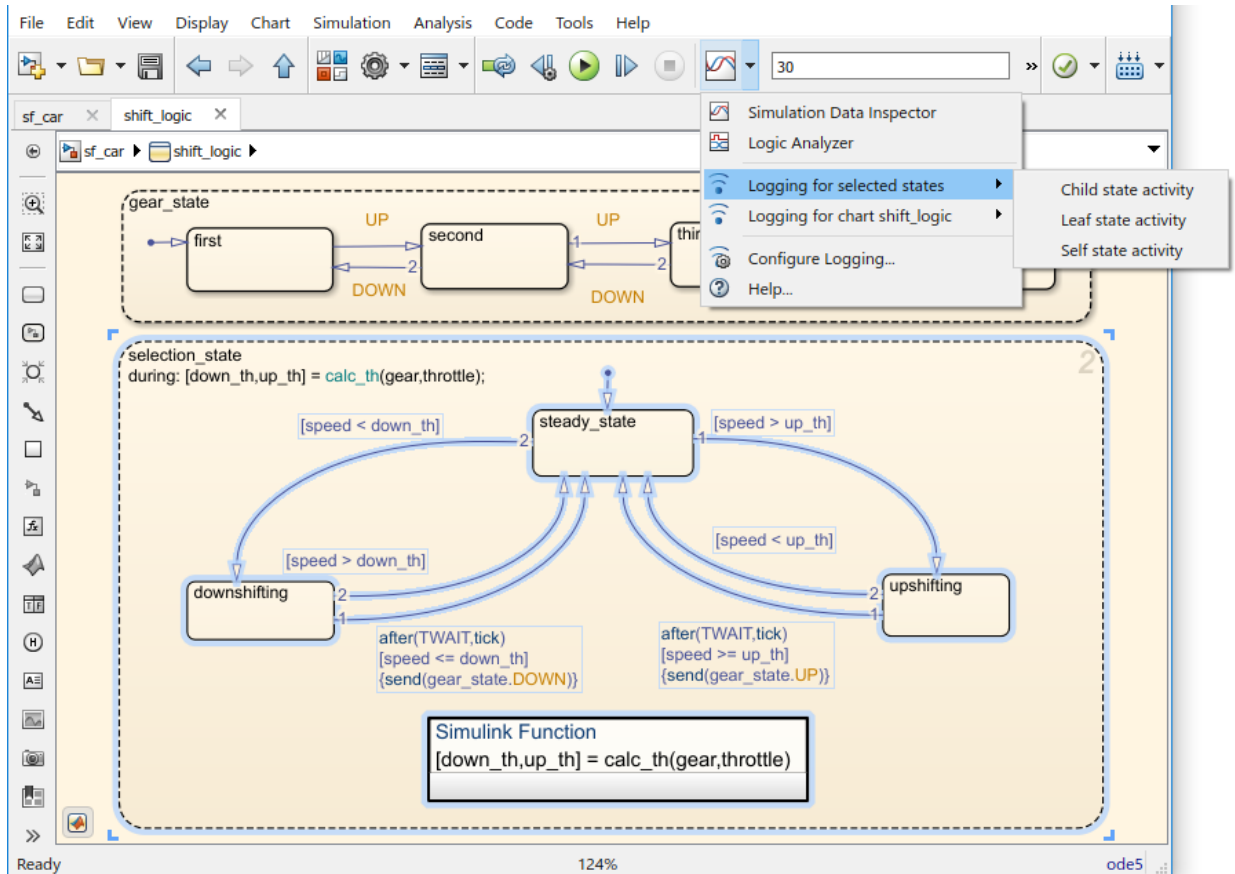 File Edit View Display Chart Simulation Analysis Code Tools Help
30
»
sf_car shift_logic
sf_car shift_logic
Simulation Data Inspector
Logic Analyzer
Logging for selected states
Logging for chart shift_logic
Configure Logging...
Help...
Child state activity
Leaf state activity
Self state activity
gear_state
UP UP
first second
1
2 2
DOWN DOWN
selection_state
2
during: [down_th,up_th] = calc_th(gear,throttle);
[speed < down_th] steady_state [speed > up_th]
2 1
[speed > down_th] [speed < up_th]
downshifting upshifting
2 2
1 1
after(TWAIT,tick)
[speed <= down_th]
{send(gear_state.DOWN)}
after(TWAIT,tick)
[speed >= up_th]
{send(gear_state.UP)}
Simulink Function
[down_th,up_th] = calc_th(gear,throttle)
»
Ready 124% ode5